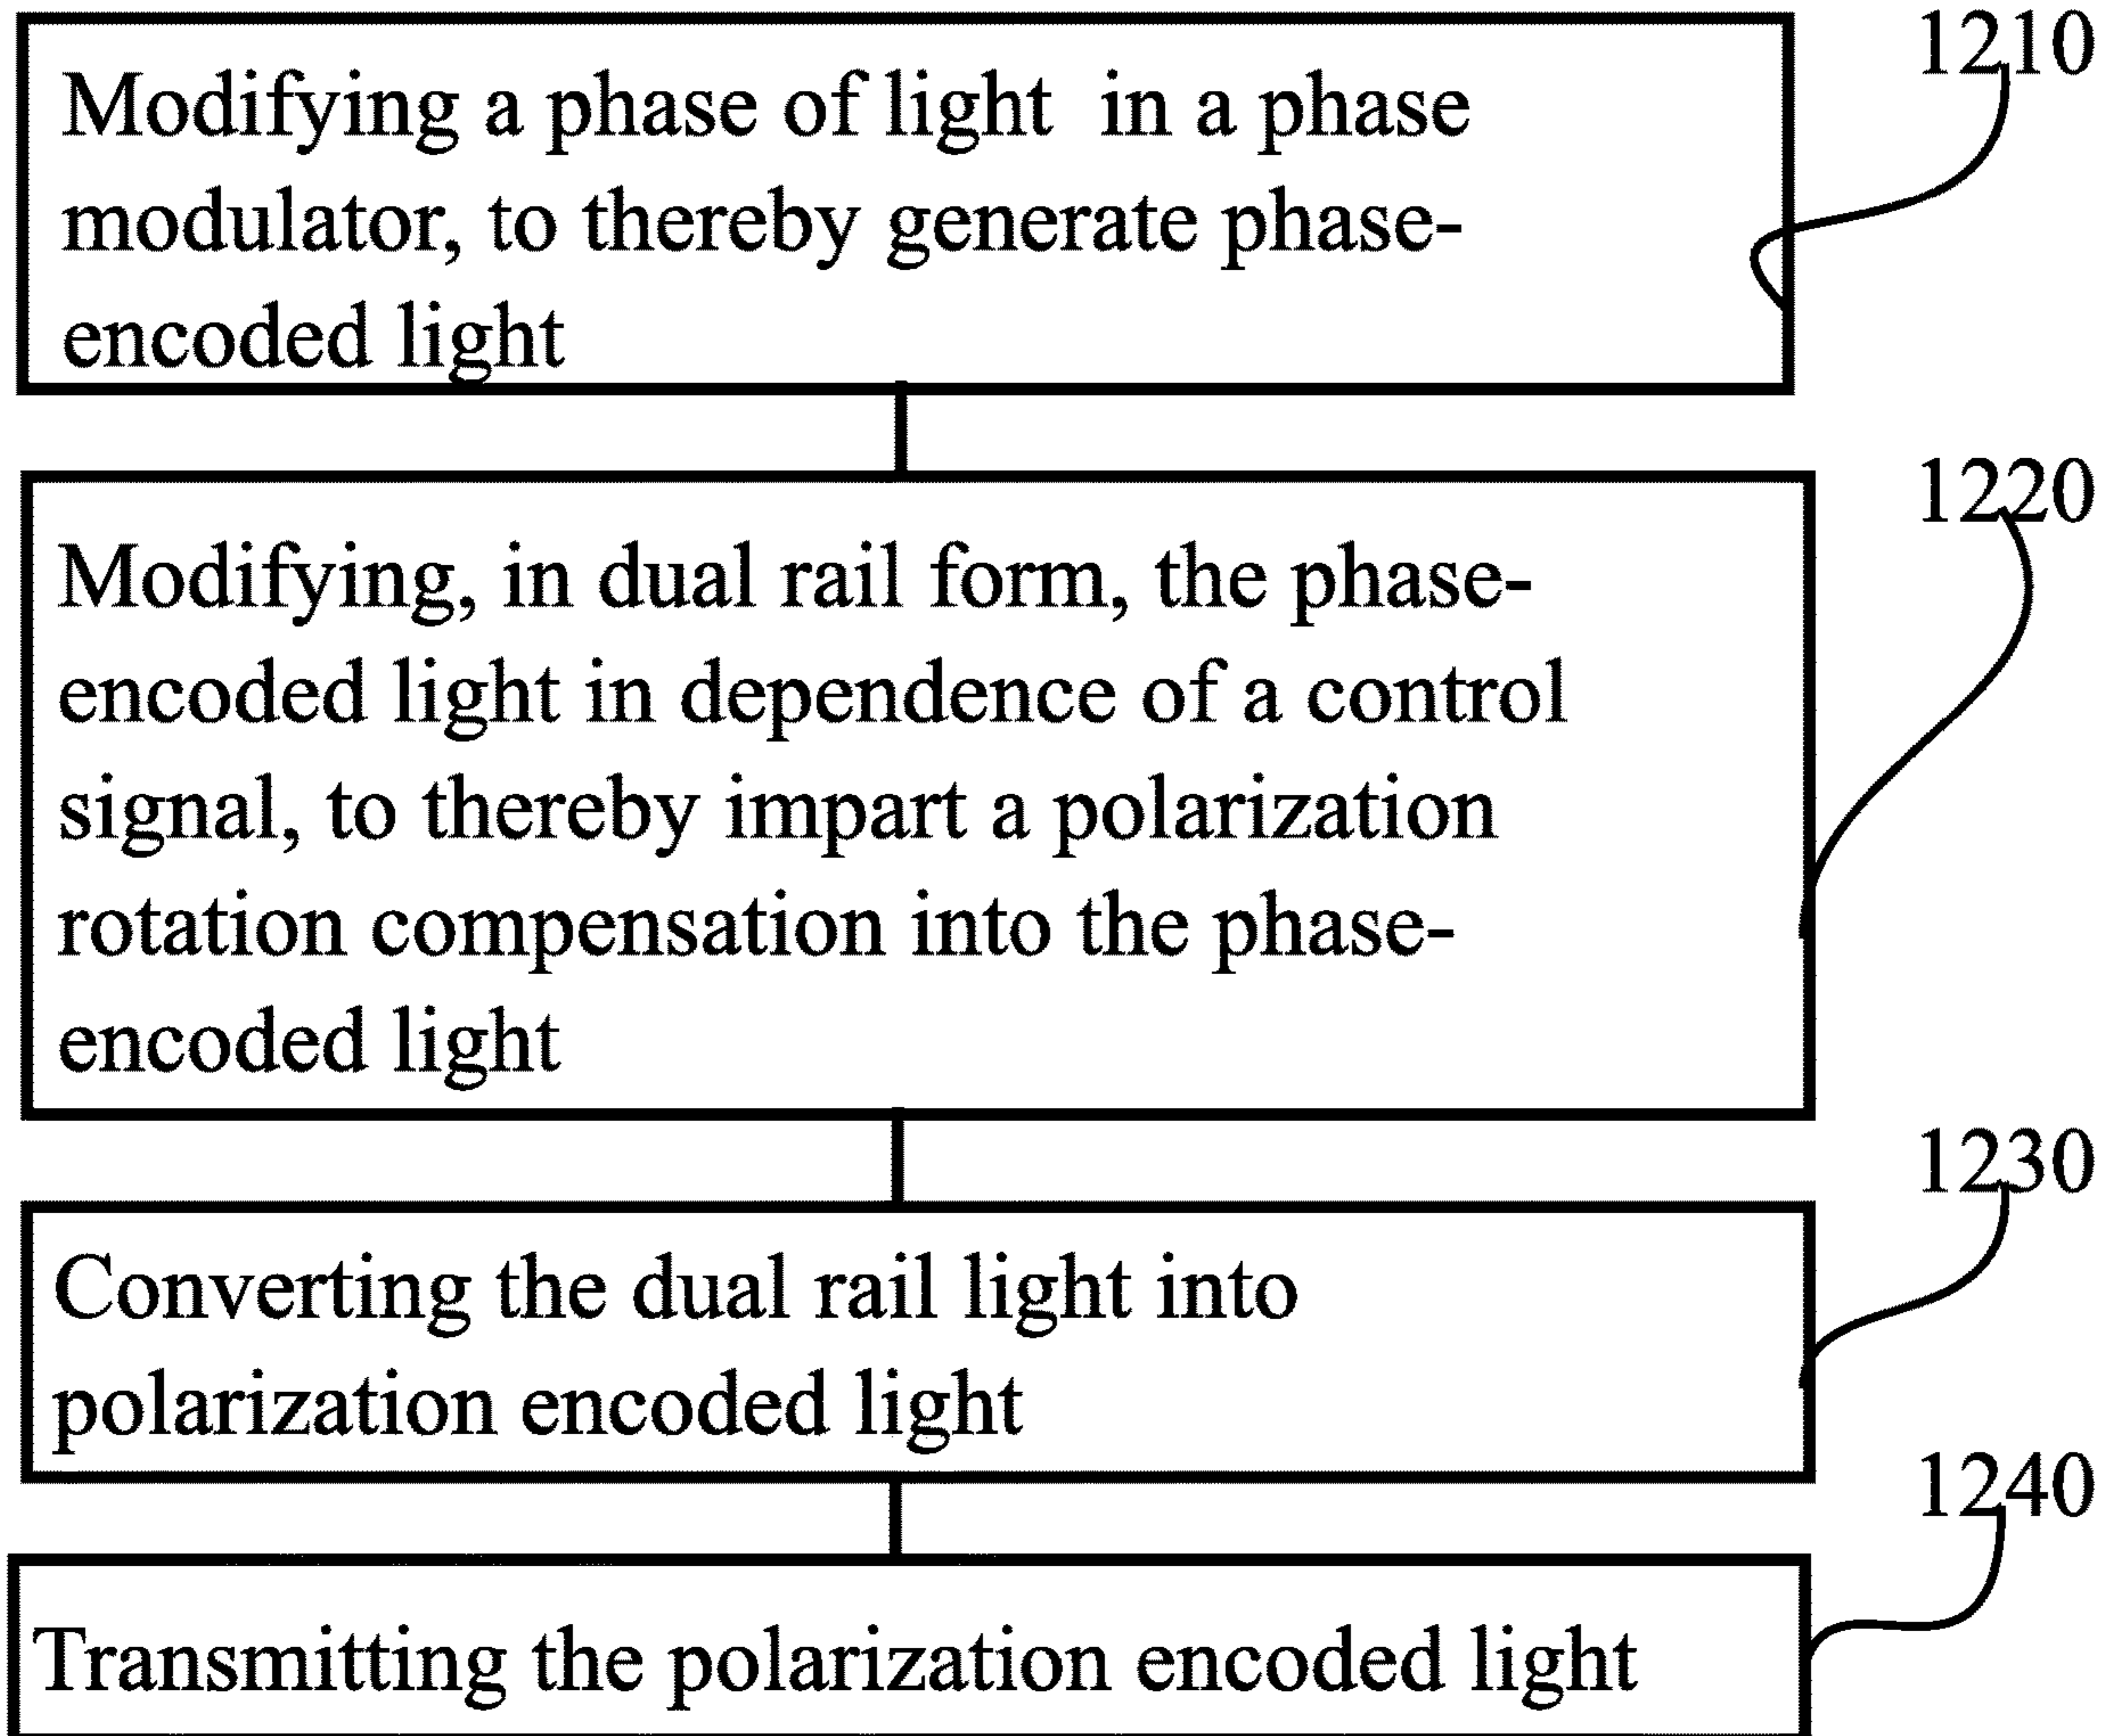 1210
Modifying a phase of light in a phase
modulator, to thereby generate phase-
encoded light
1220
Modifying, in dual rail form, the phase-
encoded light in dependence of a control
signal, to thereby impart a polarization
rotation compensation into the phase-
encoded light
1230
Converting the dual rail light into
polarization encoded light
1240
Transmitting the polarization encoded light